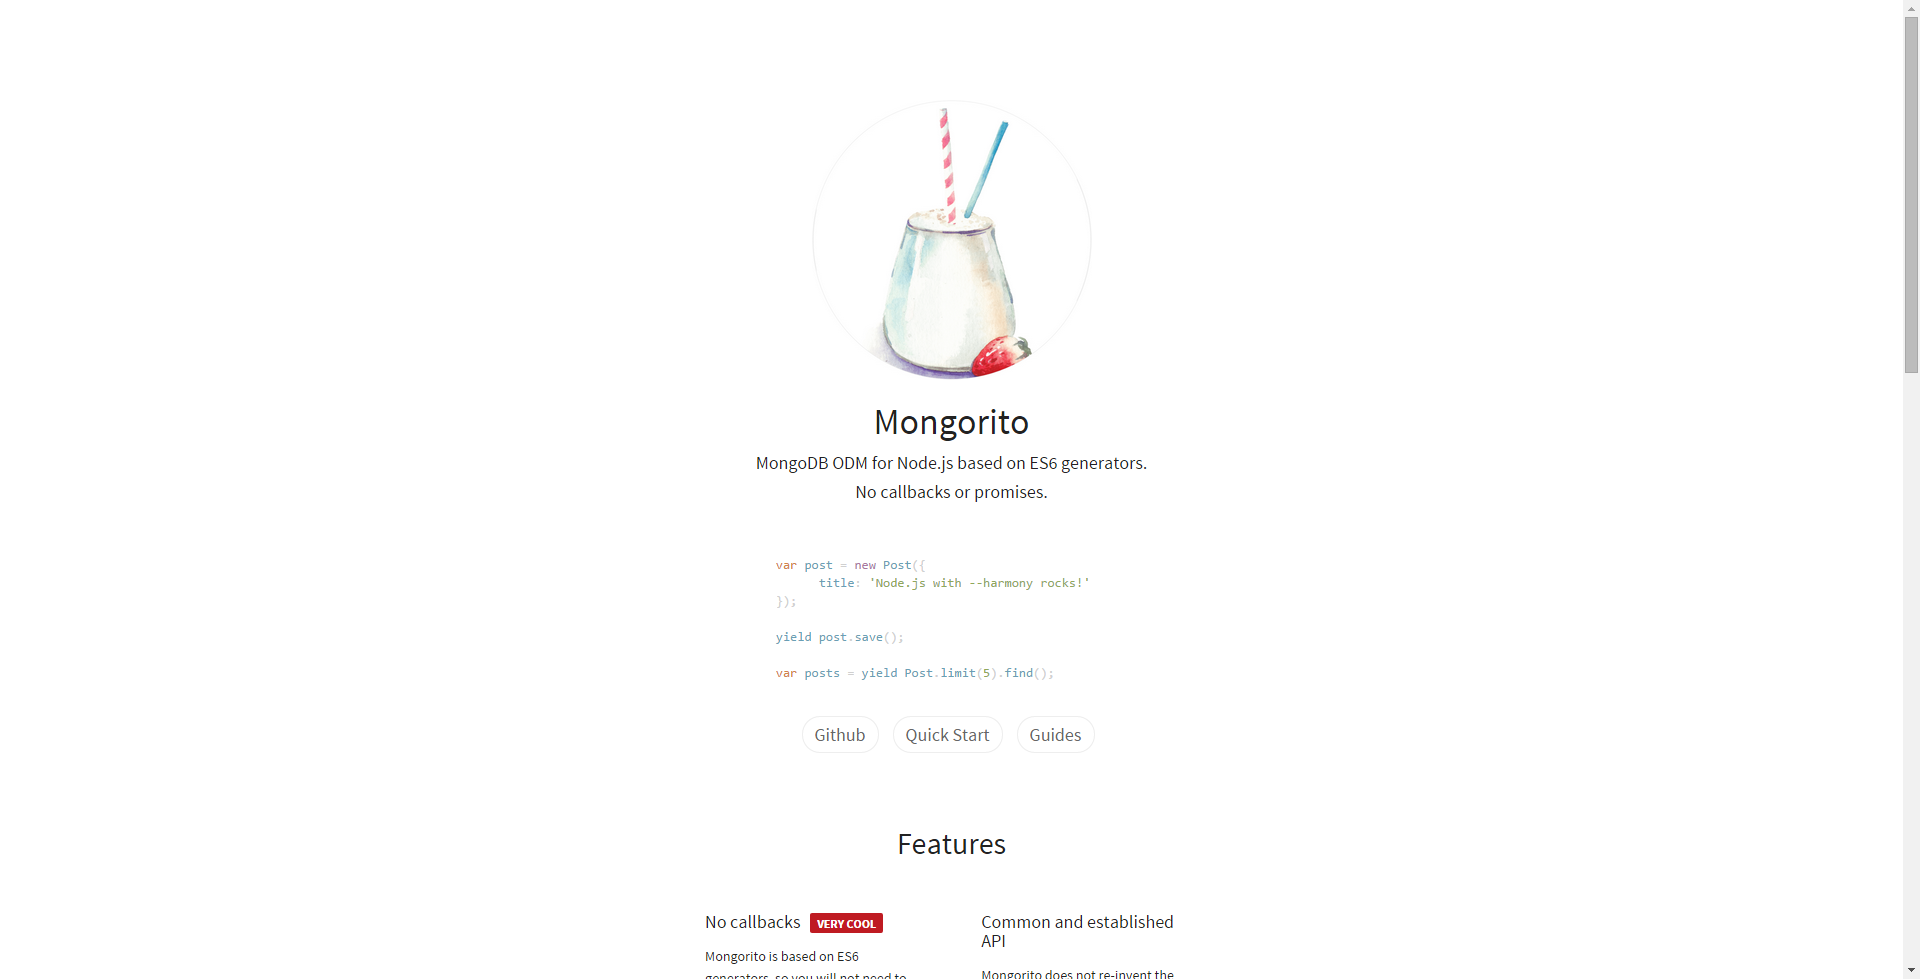 Mongorito
MongoDB ODM for Node.js based on ES6 generators.
No callbacks or promises.
var post = new Post({
title: 'Node.js with --harmony rocks!'
});
yield post.save();
var posts = yield Post.limit(5).find();
Github
Quick Start
Guides
Features
No callbacks VERY COOL
Mongorito is based on ES6
generators, so you will not need to
Common and established
API
Mongorito does not re-invent the